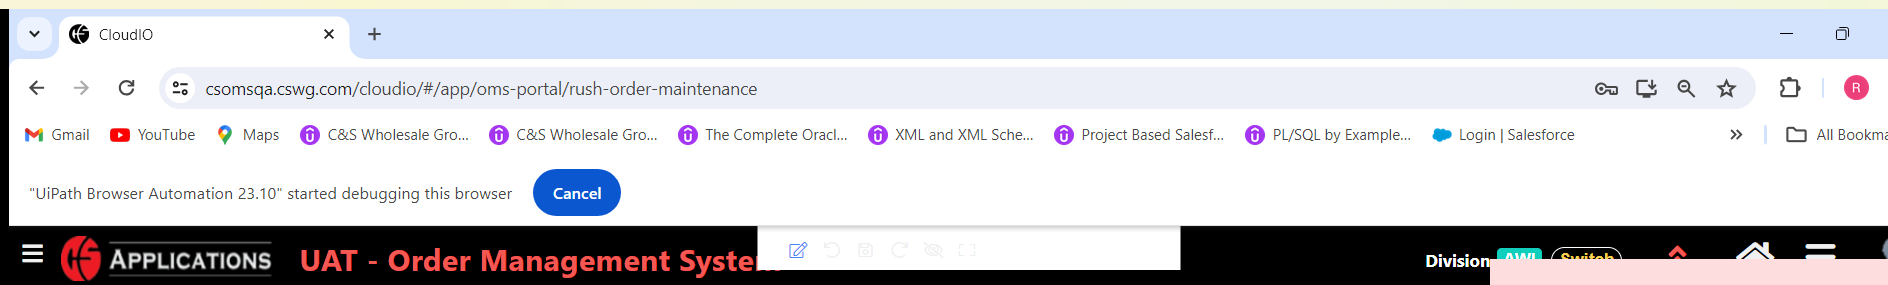 CloudIO
csomsqa.cswg.com/cloudio/#/app/oms-portal/rush-order-maintenance
R
Gmail YouTube Maps C&S Wholesale Gro... C&S Wholesale Gro... The Complete Oracl... XML and XML Sche... Project Based Salesf... PL/SQL by Example... Login | Salesforce » All Bookma
"UiPath Browser Automation 23.10" started debugging this browser Cancel
APPLICATIONS UAT - Order Management System Division AWI Switch